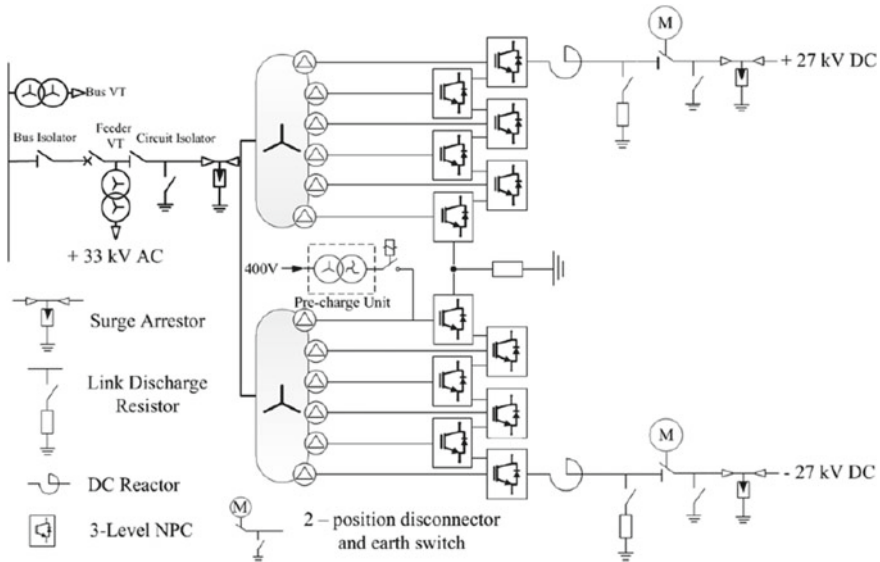 M
+ 27 kV DC
Bus VT
Bus Isolator
Feeder
VT
Circuit Isolator
+ 33 kV AC
400V
Pre-charge Unit
Surge Arrestor
Link Discharge
Resistor
DC Reactor
3-Level NPC
M
2 – position disconnector
and earth switch
M
- 27 kV DC